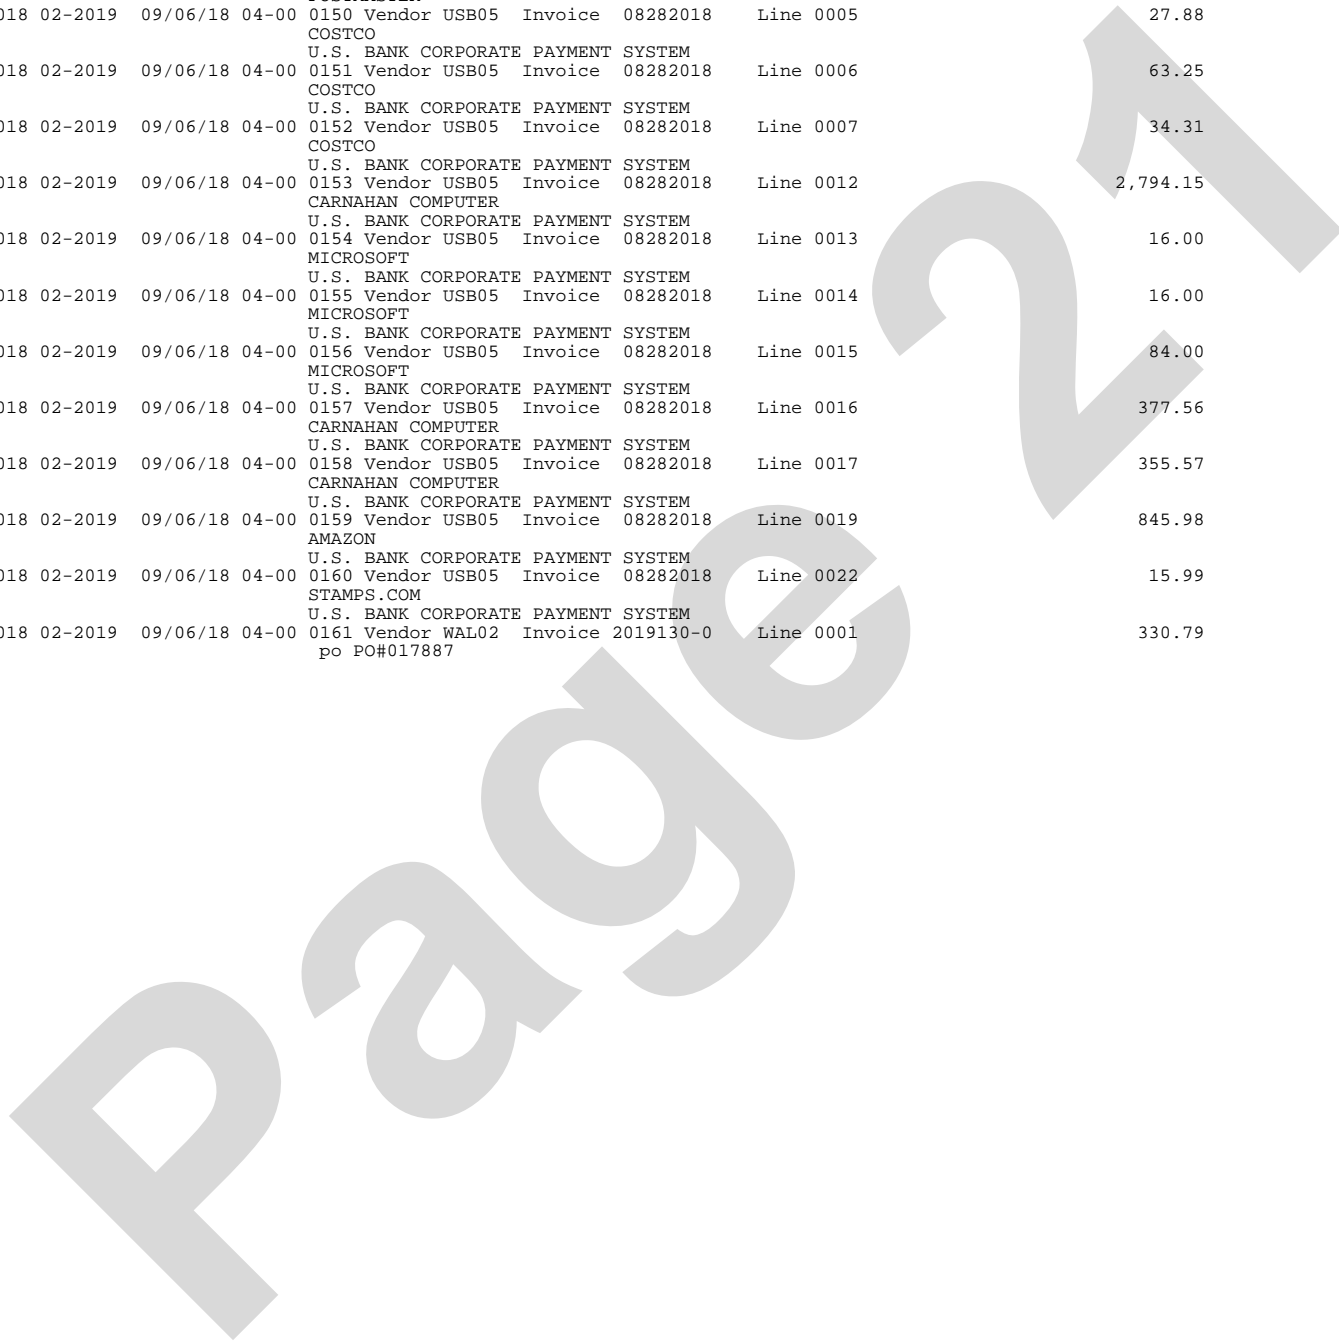 018 02-2019 09/06/18 04-00 0150 Vendor USB05 Invoice 08282018 Line 0005 27.88
COSTCO
U.S. BANK CORPORATE PAYMENT SYSTEM
018 02-2019 09/06/18 04-00 0151 Vendor USB05 Invoice 08282018 Line 0006 63.25
COSTCO
U.S. BANK CORPORATE PAYMENT SYSTEM
018 02-2019 09/06/18 04-00 0152 Vendor USB05 Invoice 08282018 Line 0007 34.31
COSTCO
U.S. BANK CORPORATE PAYMENT SYSTEM
018 02-2019 09/06/18 04-00 0153 Vendor USB05 Invoice 08282018 Line 0012 2,794.15
CARNAHAN COMPUTER
U.S. BANK CORPORATE PAYMENT SYSTEM
018 02-2019 09/06/18 04-00 0154 Vendor USB05 Invoice 08282018 Line 0013 16.00
MICROSOFT
U.S. BANK CORPORATE PAYMENT SYSTEM
018 02-2019 09/06/18 04-00 0155 Vendor USB05 Invoice 08282018 Line 0014 16.00
MICROSOFT
U.S. BANK CORPORATE PAYMENT SYSTEM
018 02-2019 09/06/18 04-00 0156 Vendor USB05 Invoice 08282018 Line 0015 84.00
MICROSOFT
U.S. BANK CORPORATE PAYMENT SYSTEM
018 02-2019 09/06/18 04-00 0157 Vendor USB05 Invoice 08282018 Line 0016 377.56
CARNAHAN COMPUTER
U.S. BANK CORPORATE PAYMENT SYSTEM
018 02-2019 09/06/18 04-00 0158 Vendor USB05 Invoice 08282018 Line 0017 355.57
CARNAHAN COMPUTER
U.S. BANK CORPORATE PAYMENT SYSTEM
018 02-2019 09/06/18 04-00 0159 Vendor USB05 Invoice 08282018 Line 0019 845.98
AMAZON
U.S. BANK CORPORATE PAYMENT SYSTEM
018 02-2019 09/06/18 04-00 0160 Vendor USB05 Invoice 08282018 Line 0022 15.99
STAMPS.COM
U.S. BANK CORPORATE PAYMENT SYSTEM
018 02-2019 09/06/18 04-00 0161 Vendor WAL02 Invoice 2019130-0 Line 0001 330.79
po PO#017887
Page 21